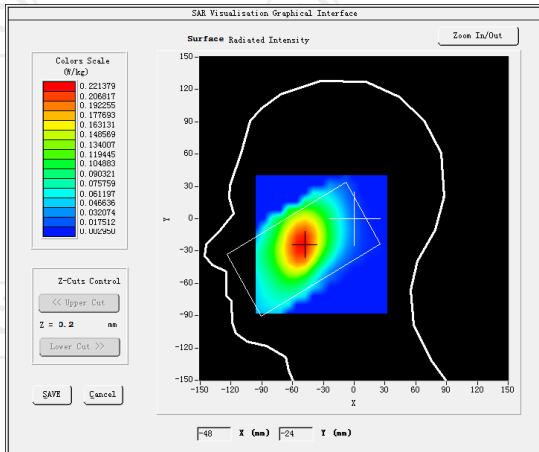 SAR Visualisation Graphical Interface
Surface Radiated Intensity
Zoom In/Out
Colors Scale
(W/kg)
0.221379
0.206817
0.192255
0.177693
0.163131
0.148569
0.134007
0.119445
0.104883
0.090321
0.075759
0.061197
0.046636
0.032074
0.017512
0.002950
Z-Cuts Control
<< Upper Cut
Z = 0.2 mm
Lower Cut >>
SAVE
Cancel
150
120
90
60
30
0
-30
-60
-90
-120
-150
Y
-150 -120 -90 -60 -30 0 30 60 90 120 150
X
-48 X (mm) -24 Y (mm)